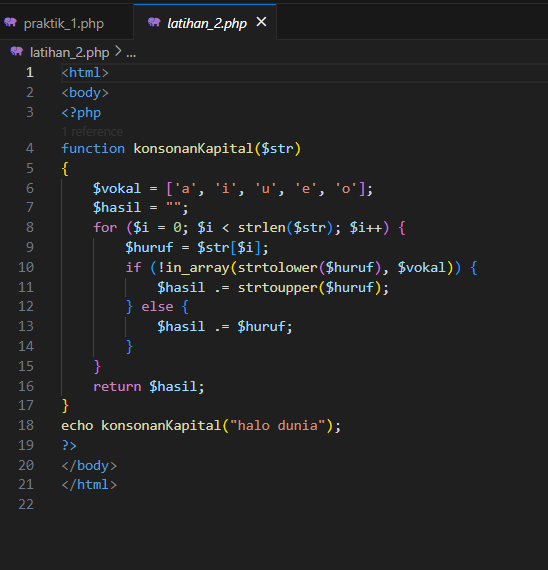 praktik_1.php
latihan_2.php ×
latihan_2.php > ...
1 <html>
2 <body>
3 <?php
1 reference
4 function konsonanKapital($str)
5 {
6     $vokal = ['a', 'i', 'u', 'e', 'o'];
7     $hasil = "";
8     for ($i = 0; $i < strlen($str); $i++) {
9         $huruf = $str[$i];
10         if (!in_array(strtolower($huruf), $vokal)) {
11             $hasil .= strtoupper($huruf);
12         } else {
13             $hasil .= $huruf;
14         }
15     }
16     return $hasil;
17 }
18 echo konsonanKapital("halo dunia");
19 ?>
20 </body>
21 </html>
22